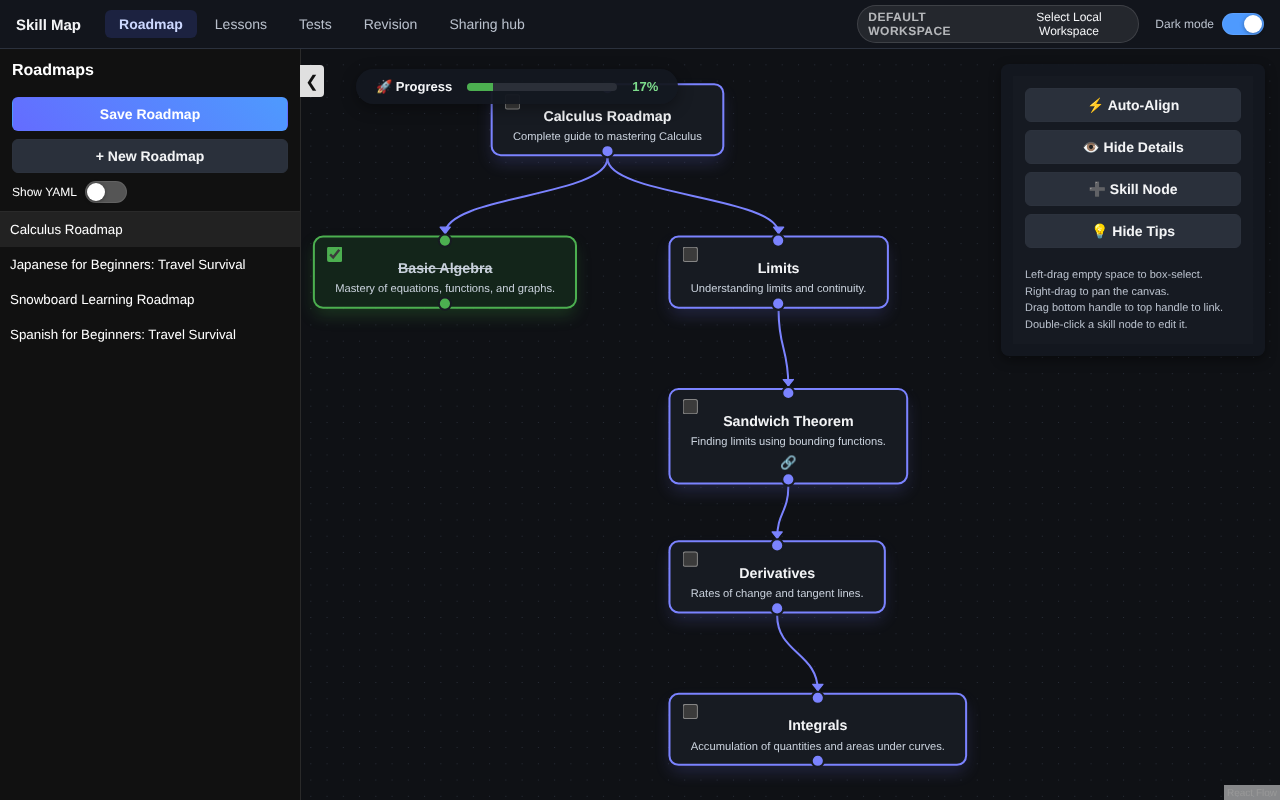 Skill Map
Roadmap
Lessons
Tests
Revision
Sharing hub
DEFAULT WORKSPACE
Select Local Workspace
Dark mode
Roadmaps
Save Roadmap
+ New Roadmap
Show YAML
Calculus Roadmap
Japanese for Beginners: Travel Survival
Snowboard Learning Roadmap
Spanish for Beginners: Travel Survival
❮
🚀 Progress
17%
Calculus Roadmap
Complete guide to mastering Calculus
Basic Algebra
Mastery of equations, functions, and graphs.
Limits
Understanding limits and continuity.
Sandwich Theorem
Finding limits using bounding functions.
🔗
Derivatives
Rates of change and tangent lines.
Integrals
Accumulation of quantities and areas under curves.
⚡ Auto-Align
👁️ Hide Details
➕ Skill Node
💡 Hide Tips
Left-drag empty space to box-select.
Right-drag to pan the canvas.
Drag bottom handle to top handle to link.
Double-click a skill node to edit it.
React Flow